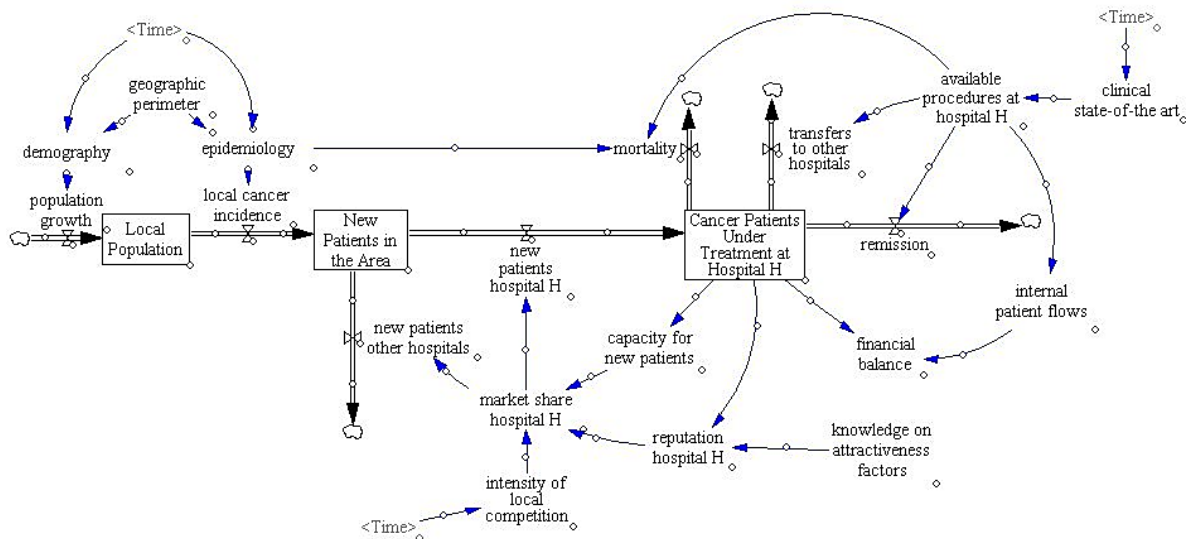 <Time>
geographic
perimeter
demography
epidemiology
population
growth
local cancer
incidence
Local
Population
New
Patients in
the Area
new
patients
hospital H
new patients
other hospitals
market share
hospital H
intensity of
local
competition
<Time>
capacity for
new patients
reputation
hospital H
knowledge on
attractiveness
factors
Cancer Patients
Under
Treatment at
Hospital H
mortality
transfers
to other
hospitals
remission
financial
balance
internal
patient flows
available
procedures at
hospital H
<Time>
clinical
state-of-the art